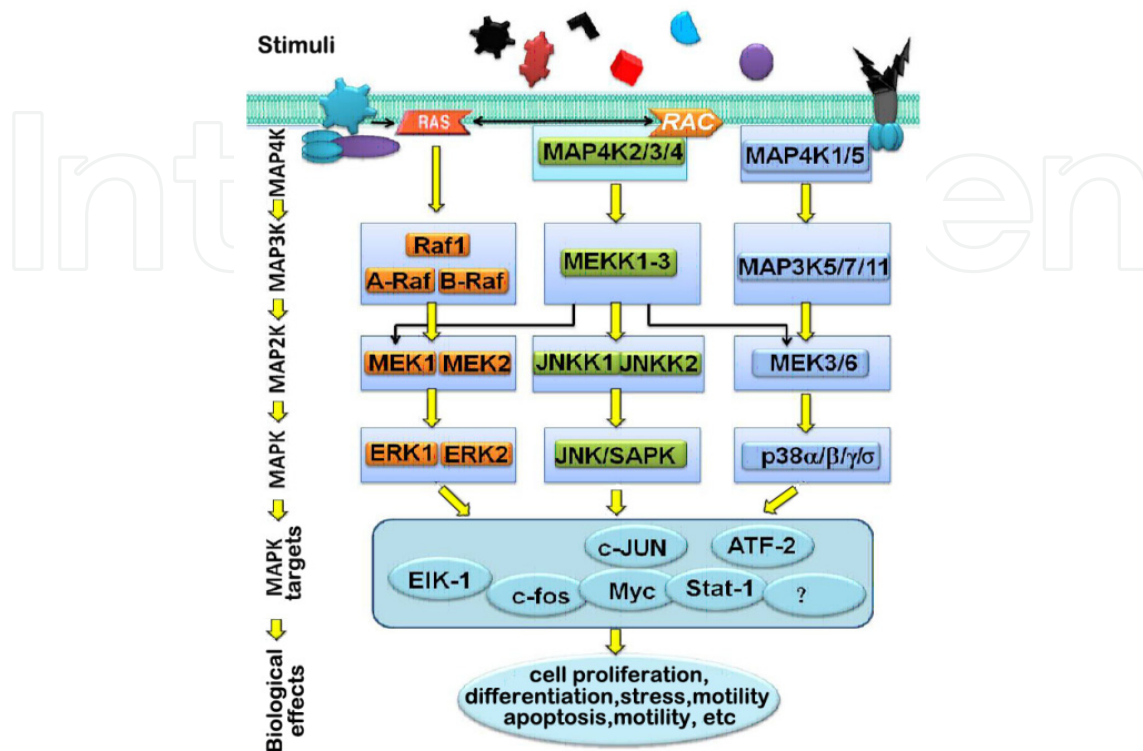 Stimuli
RAS
RAC
MAP4K
MAP4K2/3/4
MAP4K1/5
MAP3K
Raf1
A-Raf B-Raf
MEKK1-3
MAP3K5/7/11
MAP2K
MEK1 MEK2
JNKK1 JNKK2
MEK3/6
MAPK
ERK1 ERK2
JNK/SAPK
p38α/β/γ/σ
MAPK
targets
c-JUN
ATF-2
EIK-1
c-fos
Myc
Stat-1
?
Biological
effects
cell proliferation,
differentiation,stress,motility
apoptosis,motility, etc